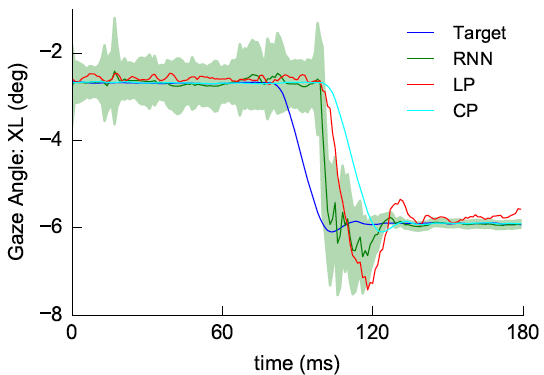 Target
RNN
LP
CP
Gaze Angle: XL (deg)
−2
−4
−6
−8
0 60 120 180
time (ms)